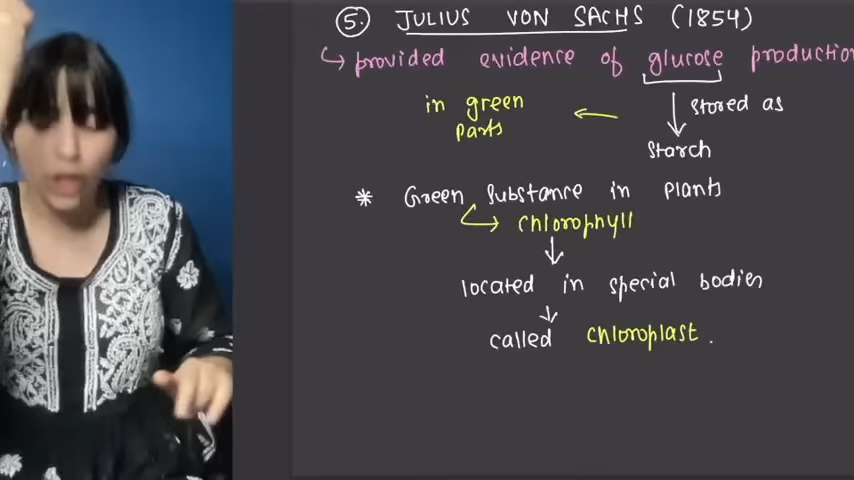 5. JULIUS VON SACHS (1854)
↳ provided evidence of glucose production
in green ← ↓ stored as
parts
starch
* Green substance in plants
↳ chlorophyll
↓
located in special bodies
↓
called chloroplast.